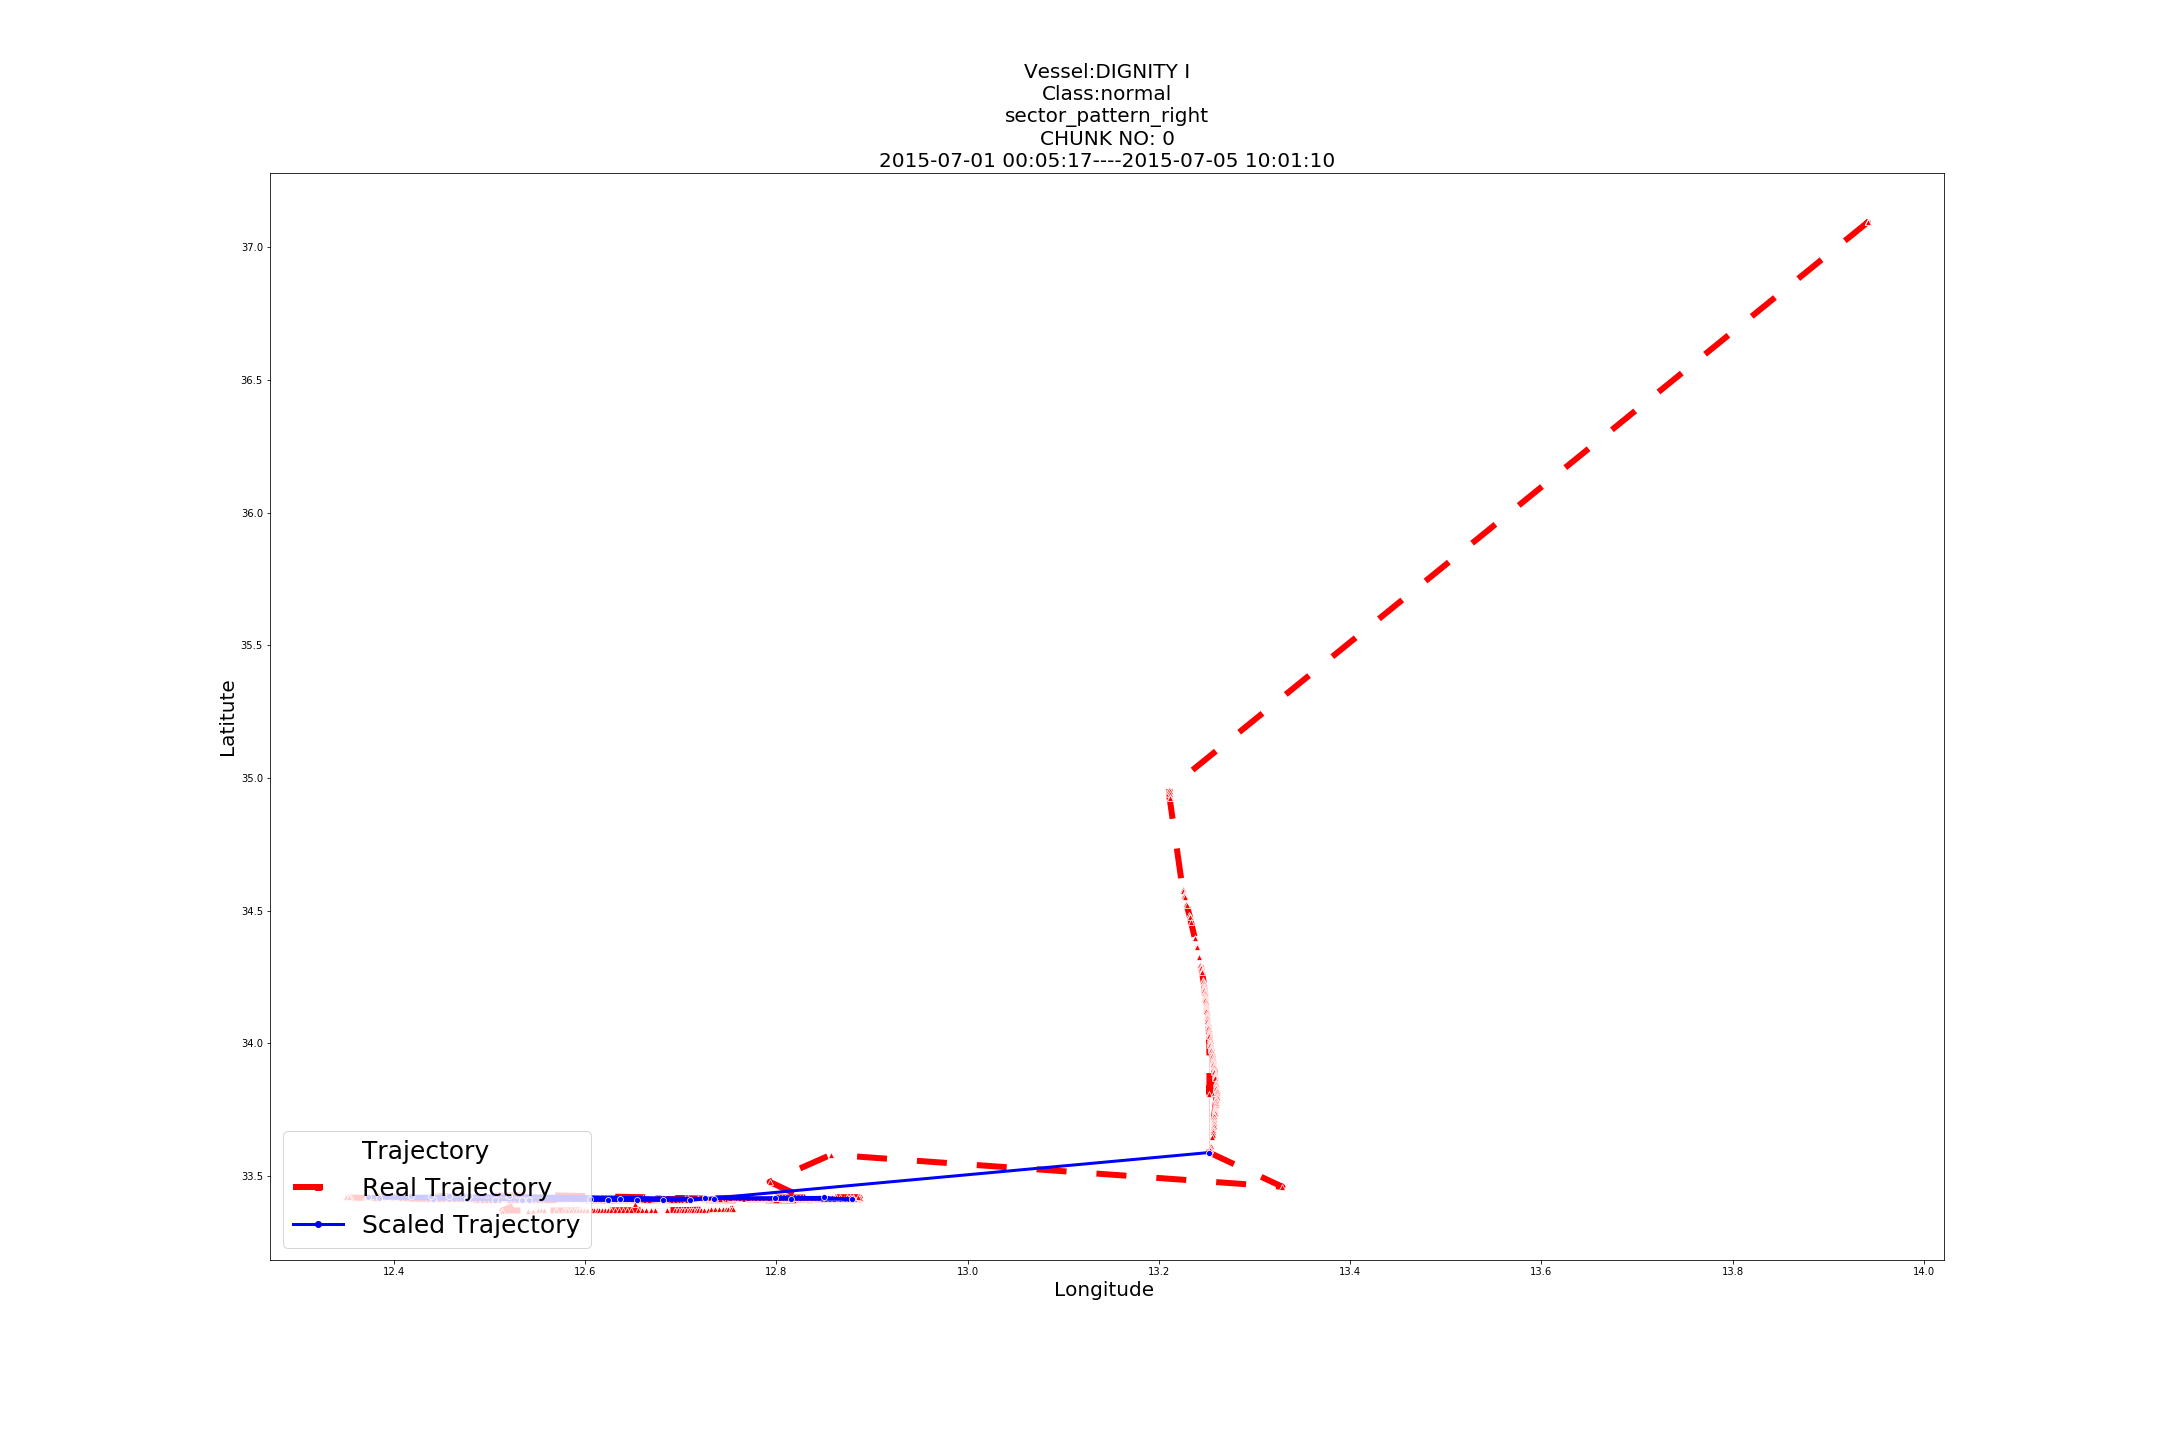 Vessel:DIGNITY I
Class:normal
sector_pattern_right
CHUNK NO: 0
2015-07-01 00:05:17----2015-07-05 10:01:10
37.0
36.5
36.0
35.5
35.0
34.5
34.0
33.5
Latitute
Trajectory
Real Trajectory
Scaled Trajectory
12.4 12.6 12.8 13.0 13.2 13.4 13.6 13.8 14.0
Longitude